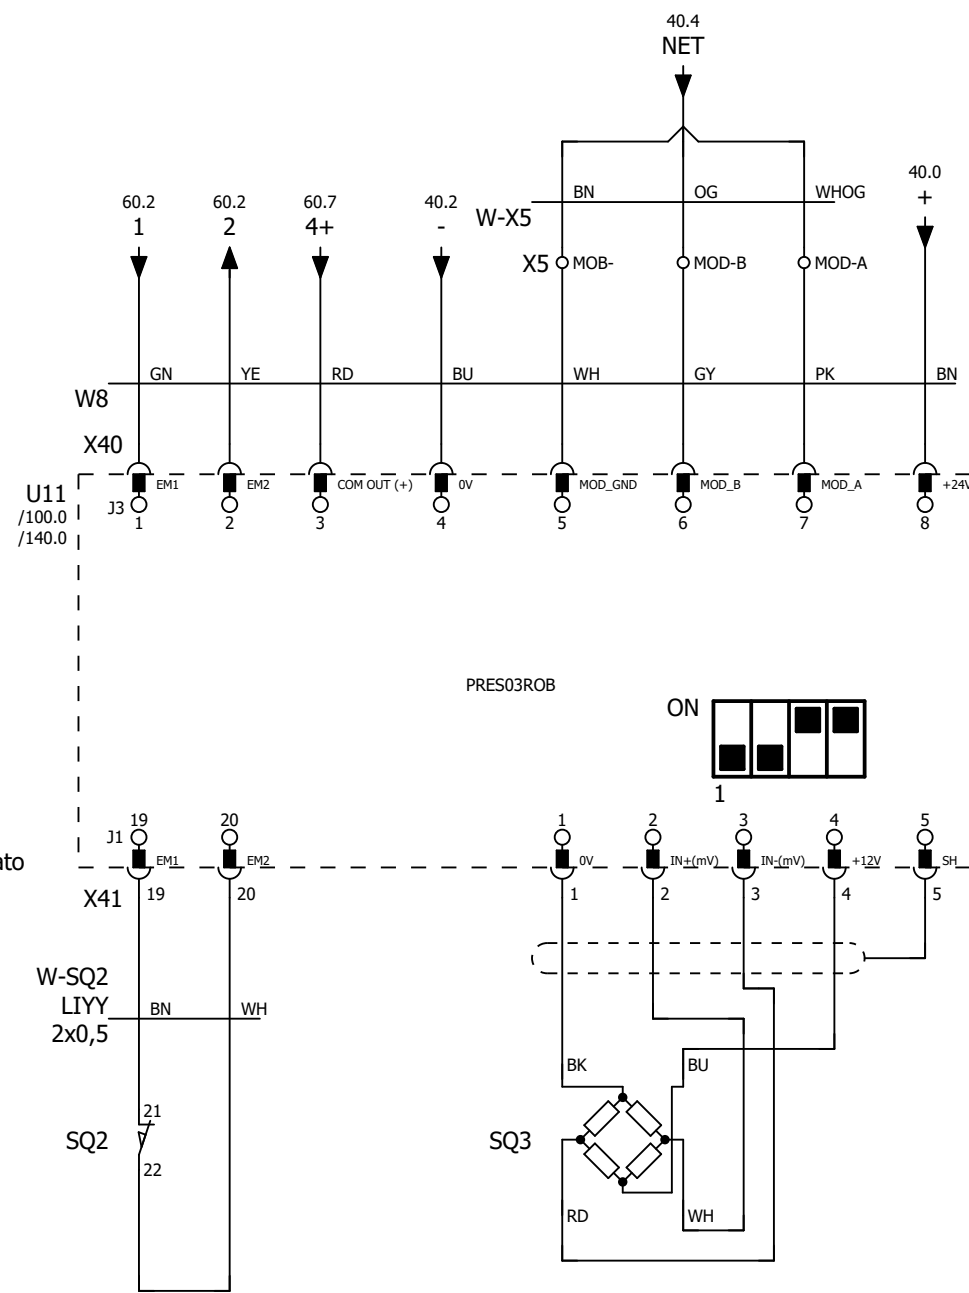 40.4
NET
BN OG WHOG
W-X5
60.2 60.2 60.7 40.2 40.0
1 2 4+ - +
X5 MOB- MOD-B MOD-A
GN YE RD BU WH GY PK BN
W8
X40
EM1 EM2 COM OUT (+) 0V MOD_GND MOD_B MOD_A +24V
U11
/100.0
/140.0
J3
1 2 3 4 5 6 7 8
PRES03ROB
ON
1
19 20 1 2 3 4 5
J1
ato
EM1 EM2 0V IN+(mV) IN-(mV) +12V SH
X41 19 20 1 2 3 4 5
W-SQ2
LIYY
2x0,5
BN WH
BK BU
21
SQ2 SQ3
22
RD WH